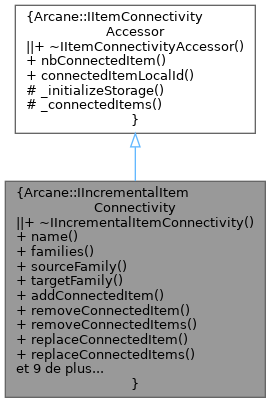 {Arcane::IItemConnectivity
Accessor
||+ ~IItemConnectivityAccessor()
+ nbConnectedItem()
+ connectedItemLocalId()
# _initializeStorage()
# _connectedItems()
}
{Arcane::IIncrementalItem
Connectivity
||+ ~IIncrementalItemConnectivity()
+ name()
+ families()
+ sourceFamily()
+ targetFamily()
+ addConnectedItem()
+ removeConnectedItem()
+ removeConnectedItems()
+ replaceConnectedItem()
+ replaceConnectedItems()
et 9 de plus...
}